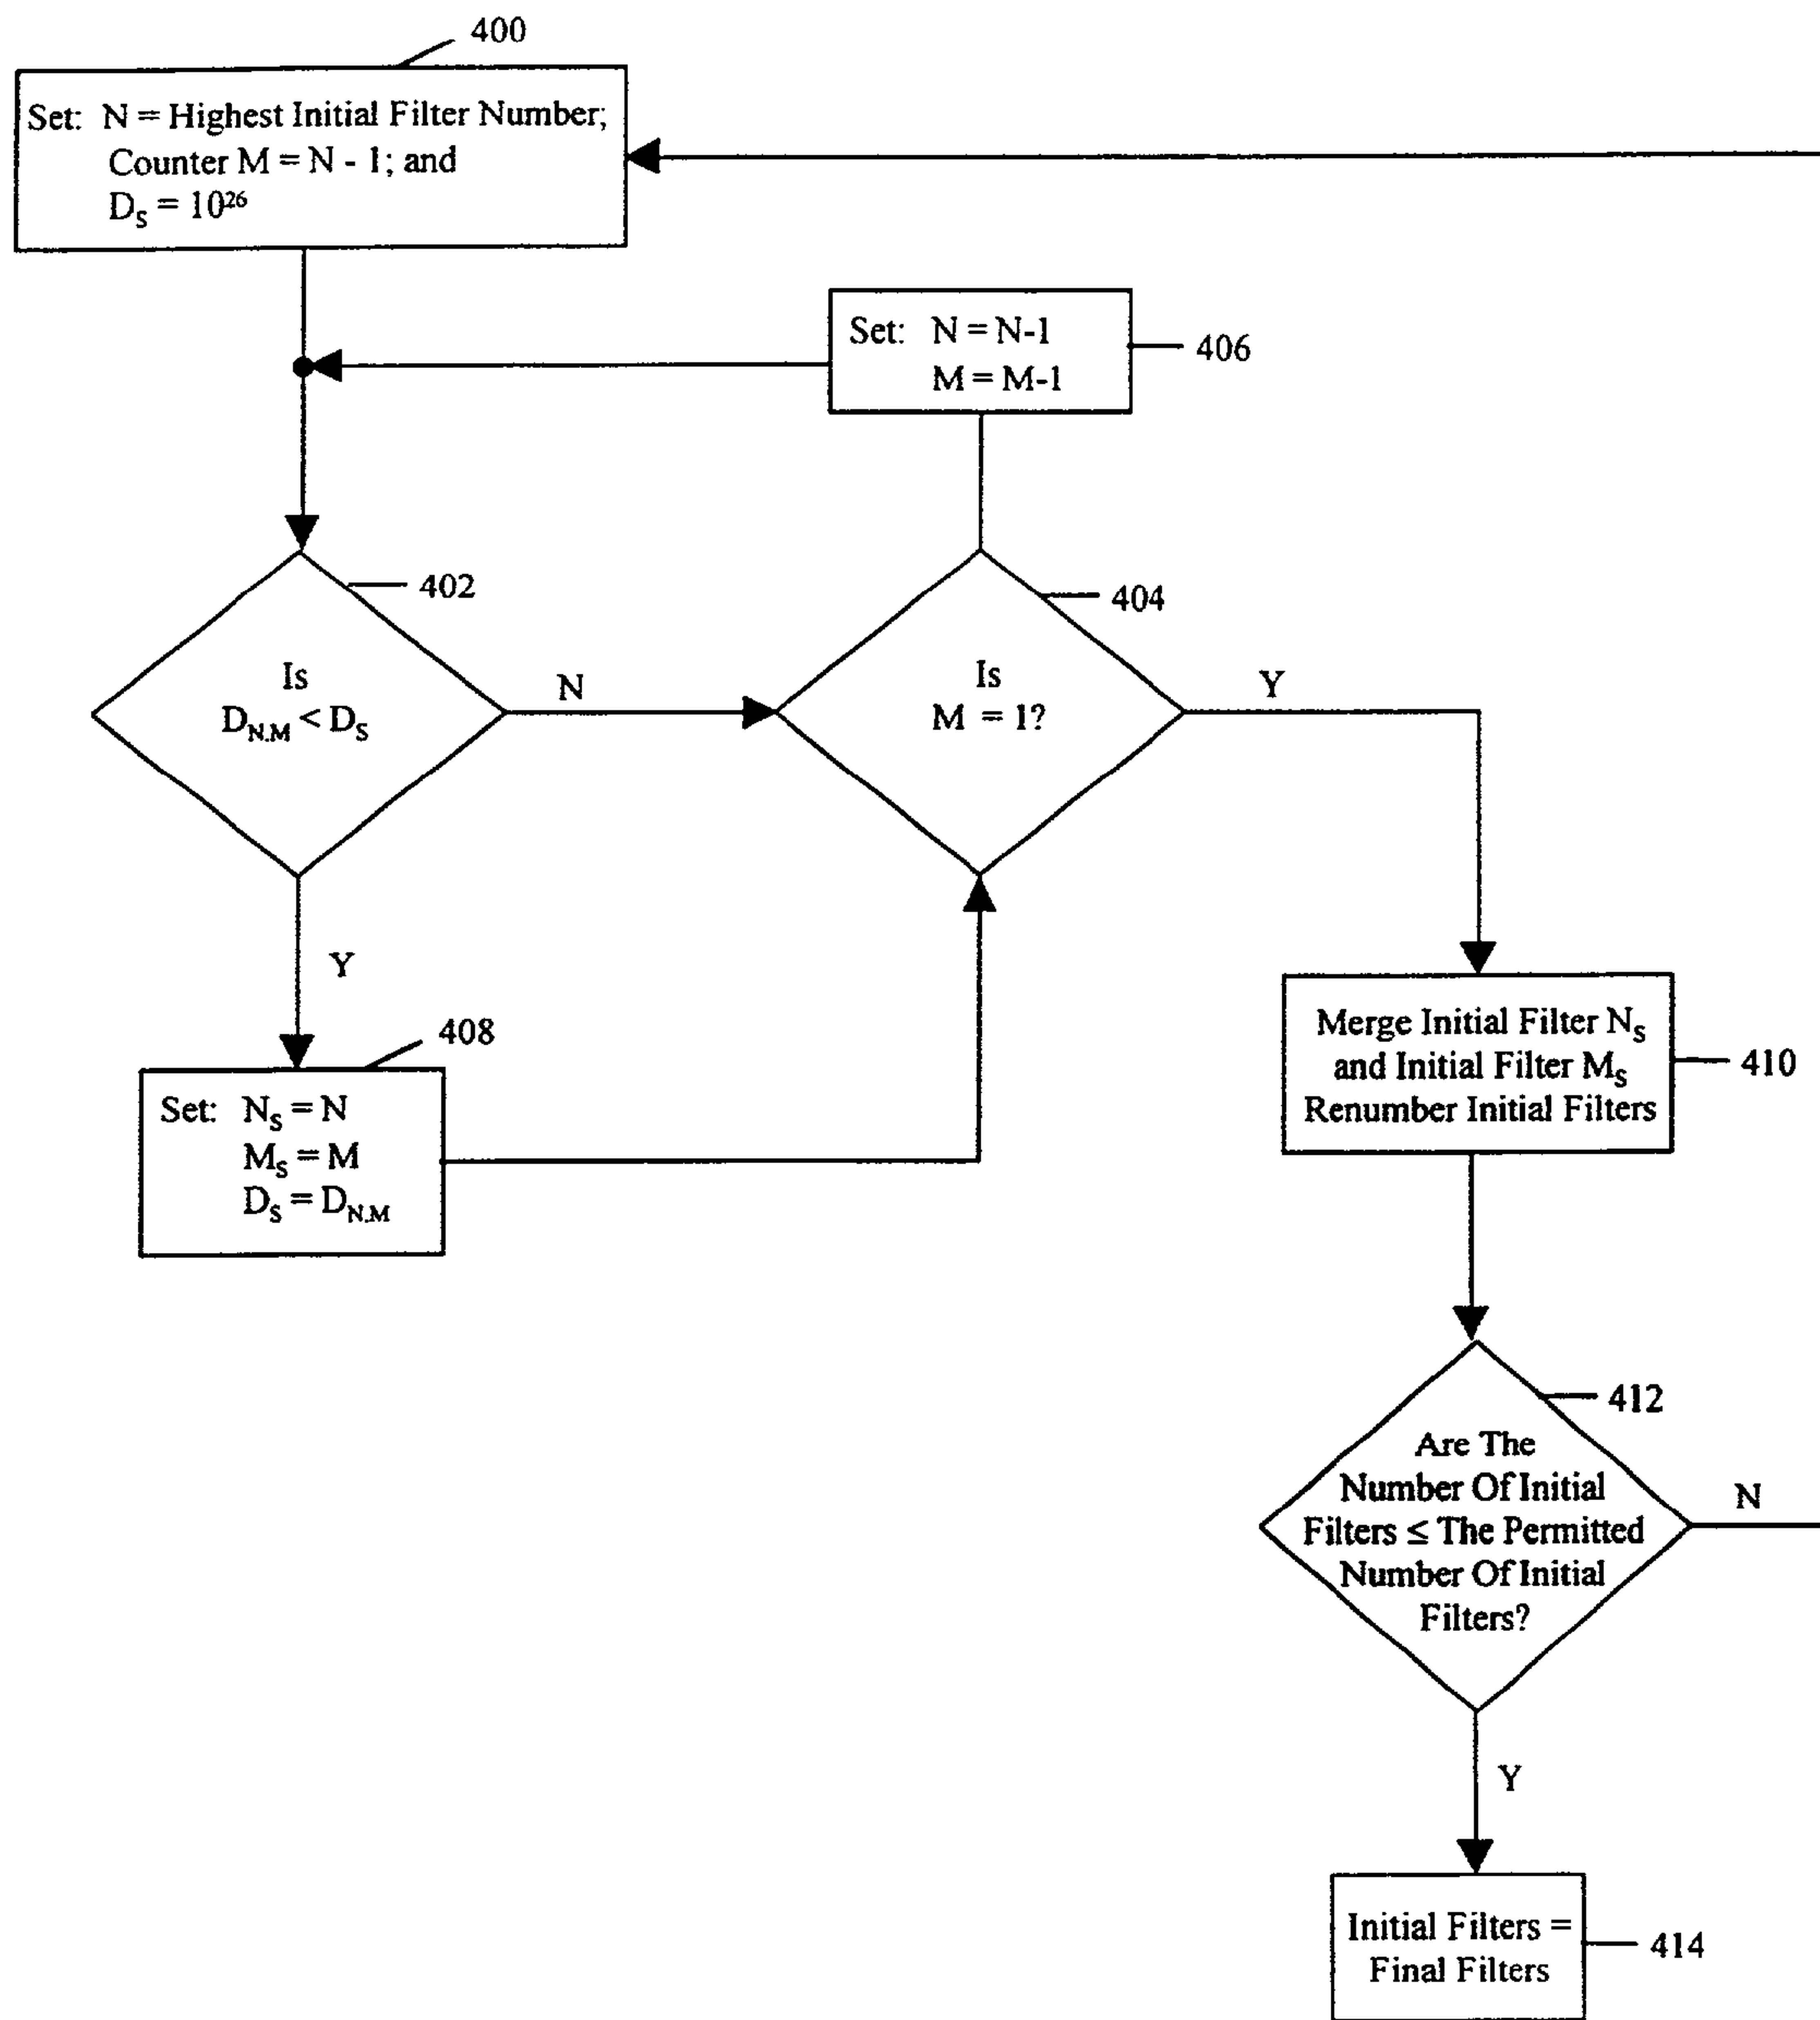 400
Set: N = Highest Initial Filter Number;
Counter M = N - 1; and
D_S = 10²⁶
Set: N = N-1
M = M-1
406
402
Is
D_N.M < D_S
N
404
Is
M = 1?
Y
Y
408
Set: N_S = N
M_S = M
D_S = D_N.M
Merge Initial Filter N_S
and Initial Filter M_S
Renumber Initial Filters
410
412
Are The
Number Of Initial
Filters ≤ The Permitted
Number Of Initial
Filters?
N
Y
Initial Filters =
Final Filters
414